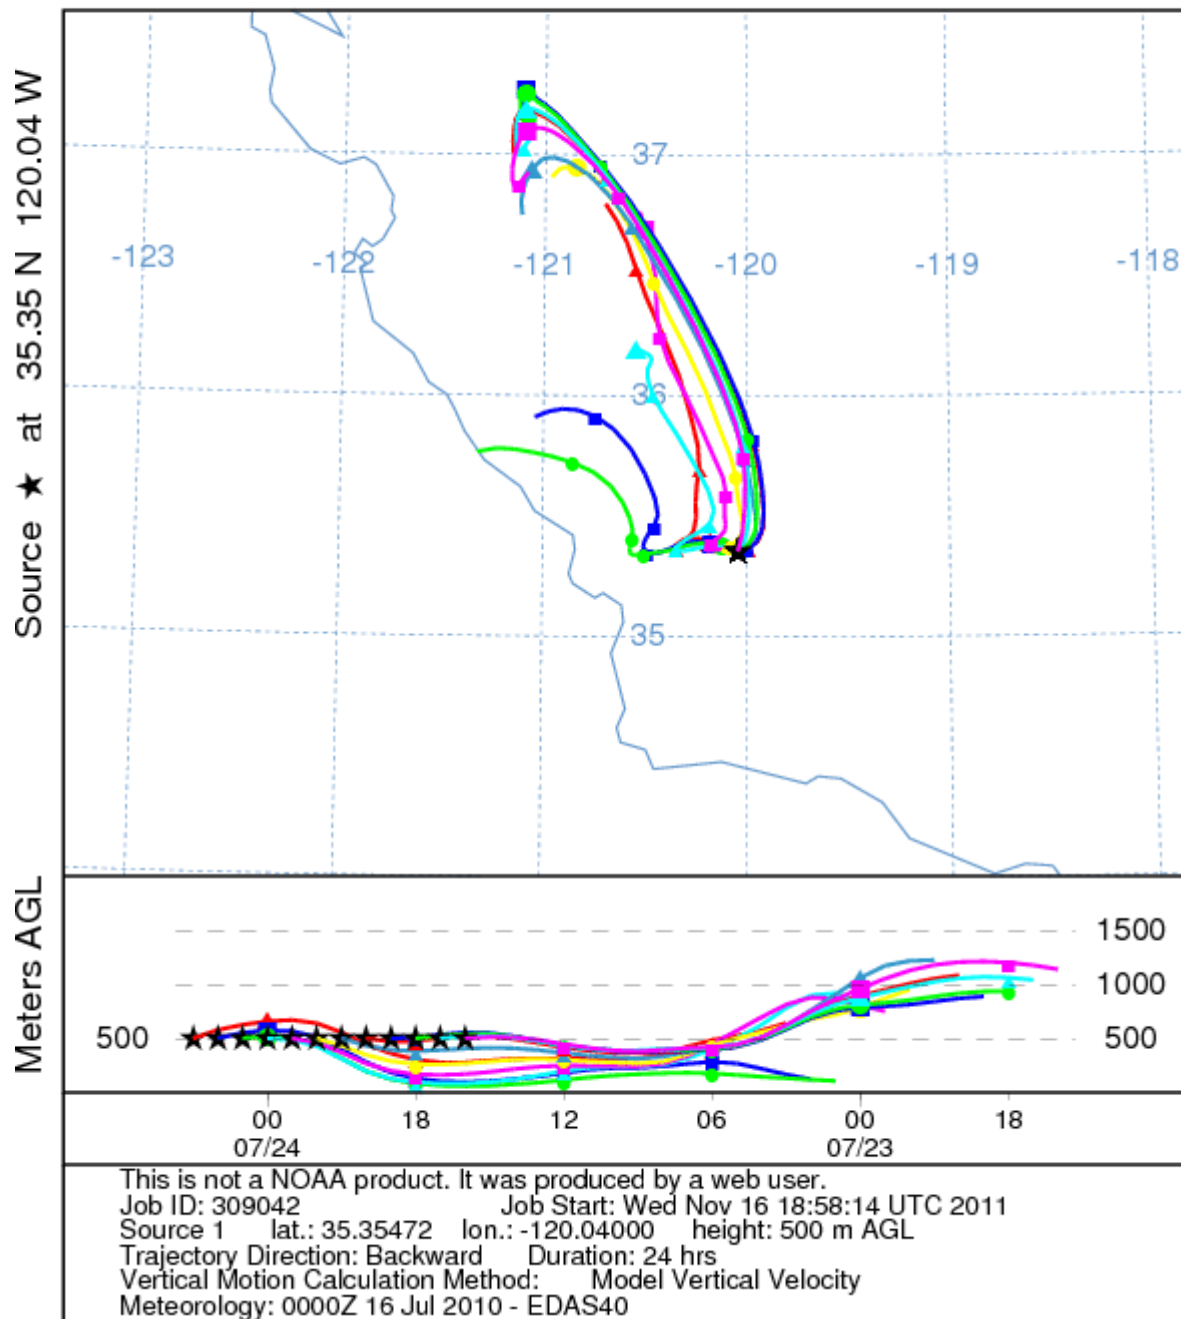 Source ★ at 35.35 N 120.04 W
37
-123 -122 -121 -120 -119 -118
36
35
Meters AGL
1500
1000
500 500
00 18 12 06 00 18
07/24 07/23
This is not a NOAA product. It was produced by a web user.
Job ID: 309042 Job Start: Wed Nov 16 18:58:14 UTC 2011
Source 1 lat.: 35.35472 lon.: -120.04000 height: 500 m AGL
Trajectory Direction: Backward Duration: 24 hrs
Vertical Motion Calculation Method: Model Vertical Velocity
Meteorology: 0000Z 16 Jul 2010 - EDAS40